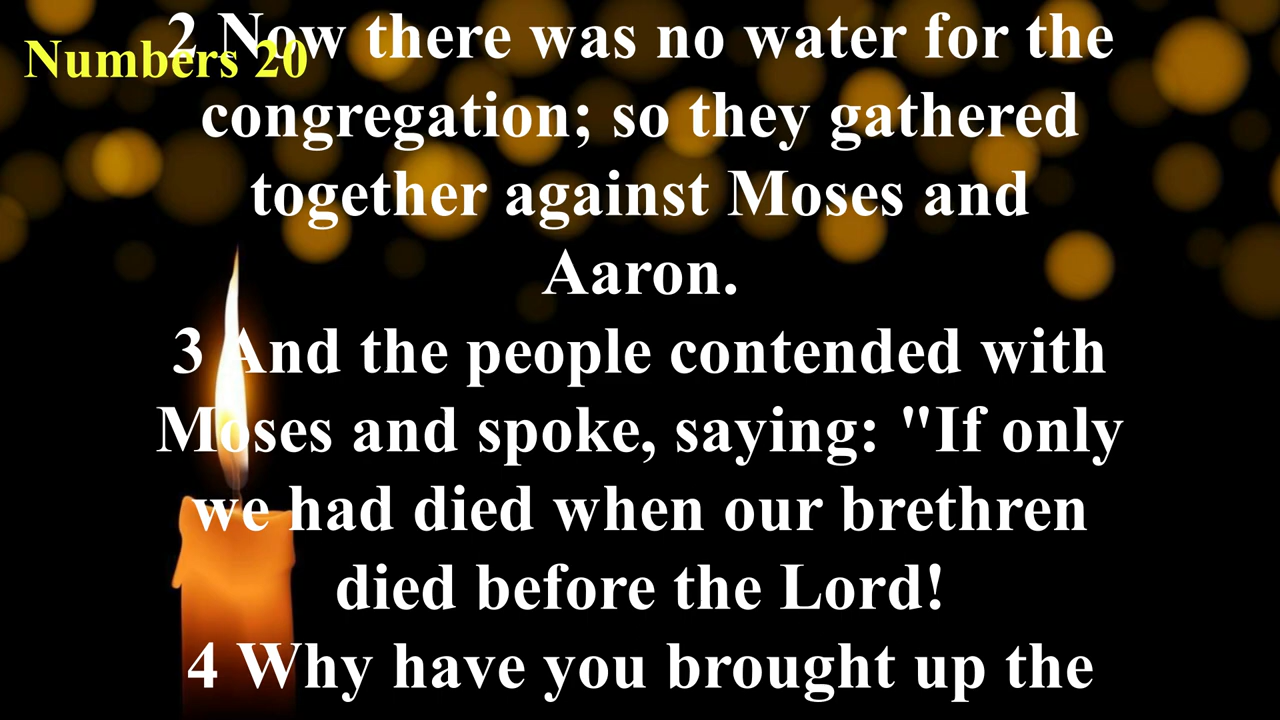 Numbers 20
2 Now there was no water for the
congregation; so they gathered
together against Moses and
Aaron.
3 And the people contended with
Moses and spoke, saying: "If only
we had died when our brethren
died before the Lord!
4 Why have you brought up the